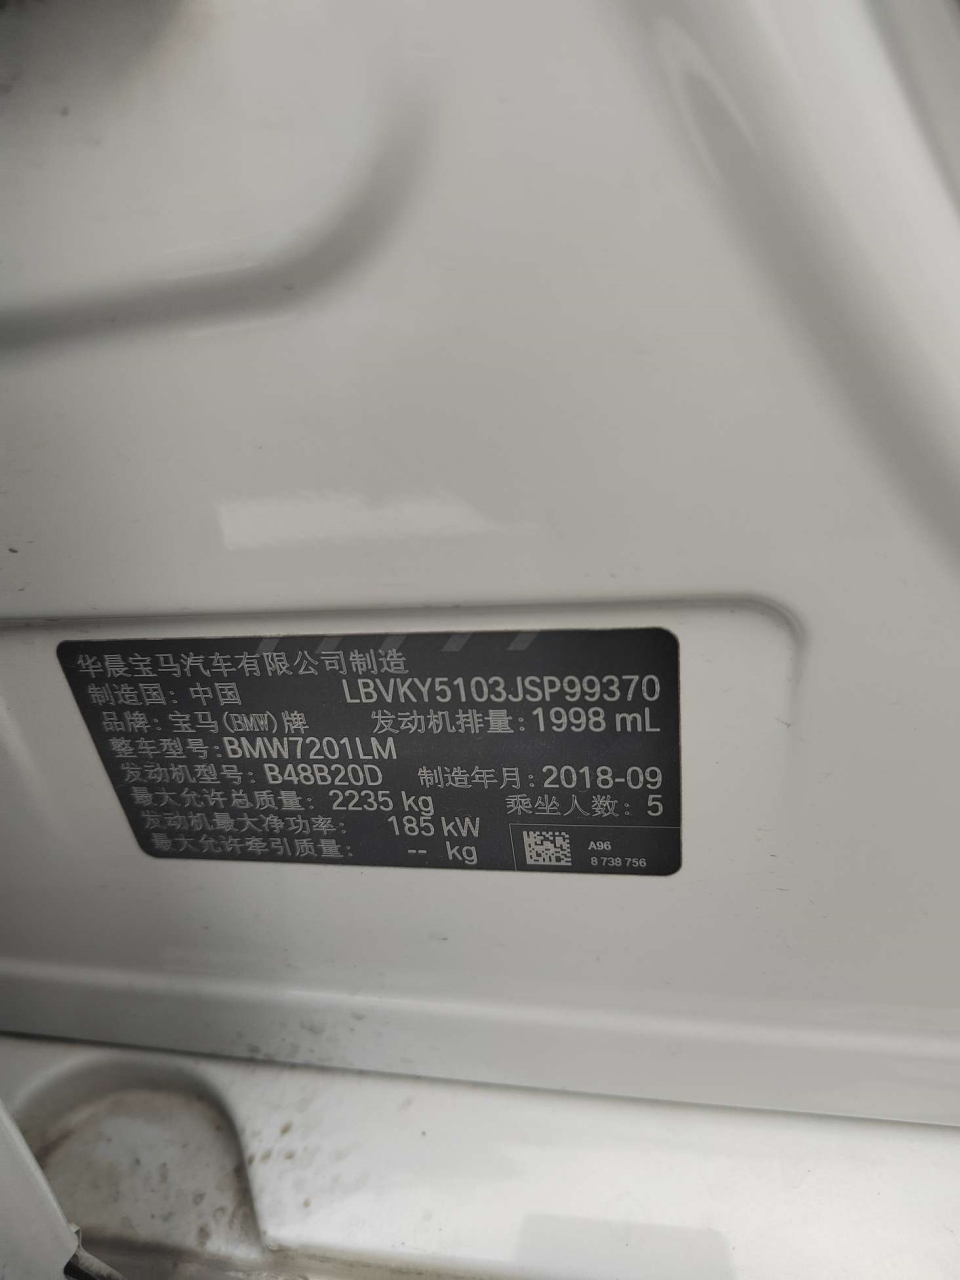 华晨宝马汽车有限公司制造
制造国: 中国 LBVKY5103JSP99370
品牌: 宝马(BMW)牌 发动机排量: 1998 mL
整车型号: BMW7201LM
发动机型号: B48B20D 制造年月: 2018-09
最大允许总质量: 2235 kg 乘坐人数: 5
发动机最大净功率: 185 kW
最大允许牵引质量: -- kg
A96
8 738 756